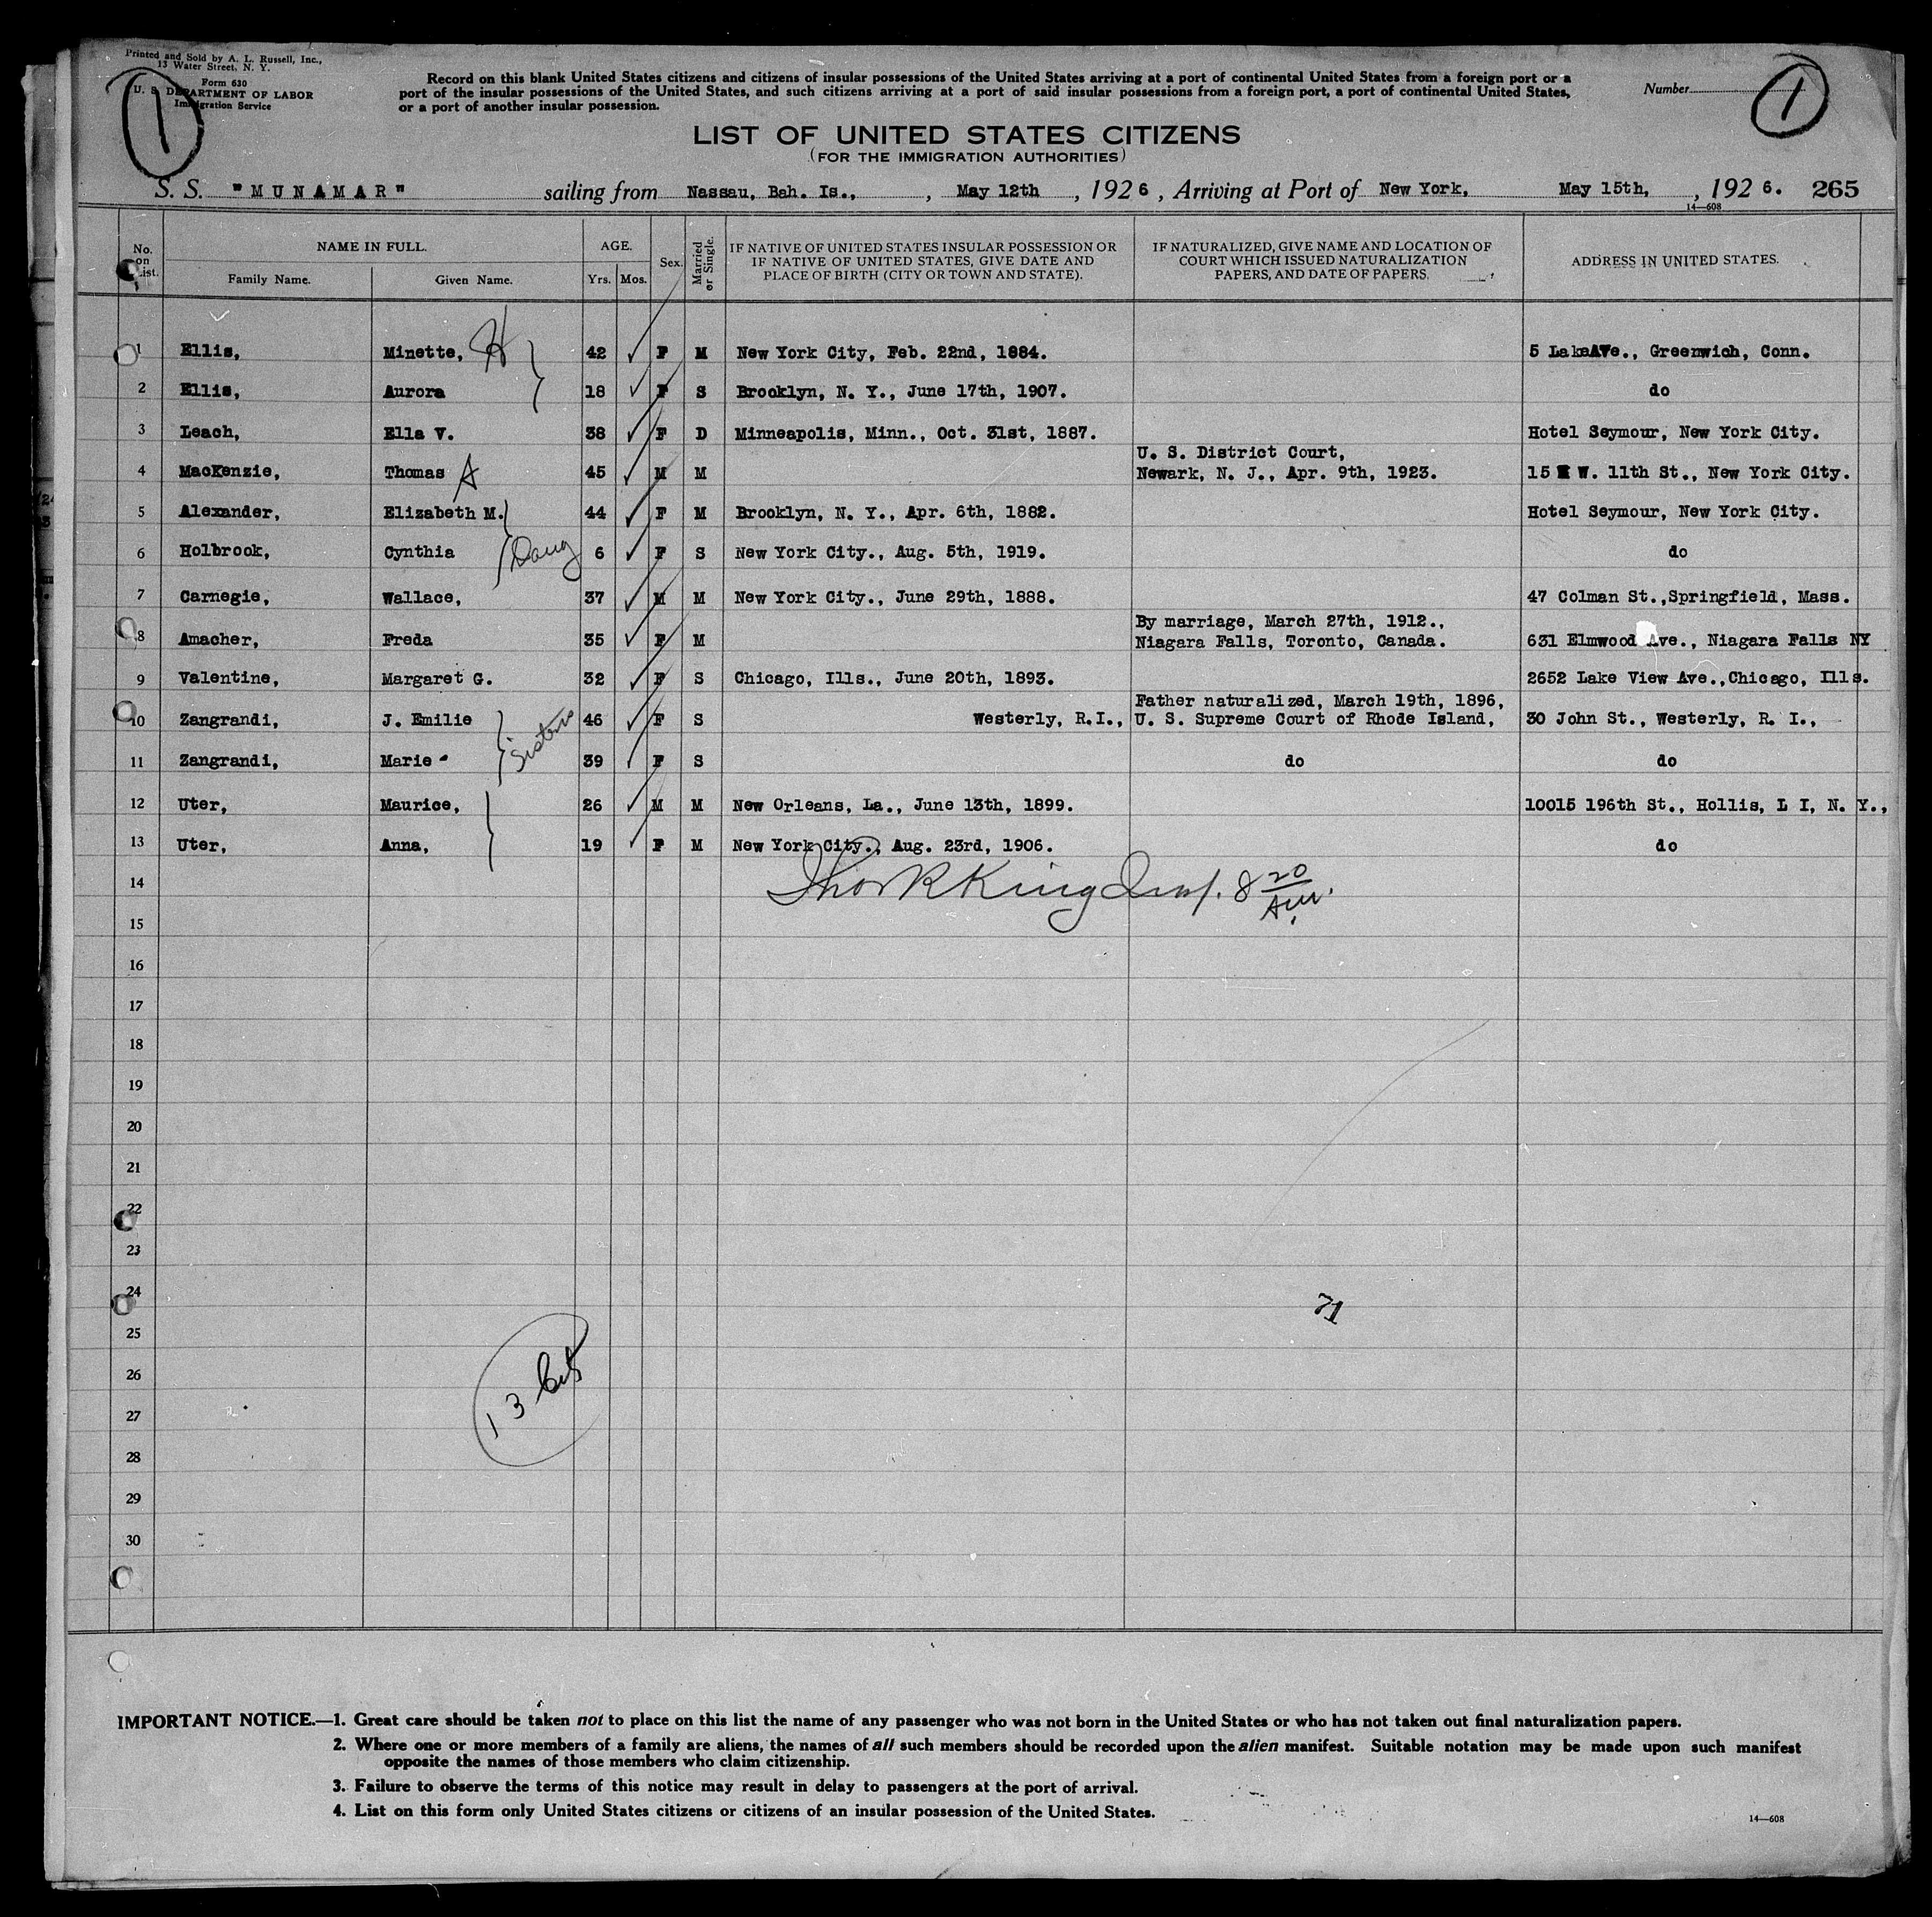 Printed and Sold by A. L. Russell, Inc.,
13 Water Street, N. Y.
Form 630
U. S. DEPARTMENT OF LABOR
Immigration Service
1
Record on this blank United States citizens and citizens of insular possessions of the United States arriving at a port of continental United States from a foreign port or a
port of the insular possessions of the United States, and such citizens arriving at a port of said insular possessions from a foreign port, a port of continental United States,
or a port of another insular possession.
Number
1
LIST OF UNITED STATES CITIZENS
(FOR THE IMMIGRATION AUTHORITIES)
S. S. "MUNAMAR" sailing from Nassau, Bah. Is., , May 12th , 1926 , Arriving at Port of New York, May 15th, , 1926. 265
14—608
No. on List. NAME IN FULL. Family Name. Given Name. AGE. Yrs. Mos. Sex. Married or Single. IF NATIVE OF UNITED STATES INSULAR POSSESSION OR IF NATIVE OF UNITED STATES, GIVE DATE AND PLACE OF BIRTH (CITY OR TOWN AND STATE). IF NATURALIZED, GIVE NAME AND LOCATION OF COURT WHICH ISSUED NATURALIZATION PAPERS, AND DATE OF PAPERS. ADDRESS IN UNITED STATES.
1 Ellis, Minette, H 42 F M New York City, Feb. 22nd, 1884. 5 LakeAVe., Greenwich, Conn.
2 Ellis, Aurora 18 F S Brooklyn, N. Y., June 17th, 1907. do
3 Leach, Ella V. 38 F D Minneapolis, Minn., Oct. 31st, 1887. Hotel Seymour, New York City.
U. S. District Court,
4 MacKenzie, Thomas A 45 M M Newark, N. J., Apr. 9th, 1923. 15 W. 11th St., New York City.
5 Alexander, Elizabeth M. 44 F M Brooklyn, N. Y., Apr. 6th, 1882. Hotel Seymour, New York City.
6 Holbrook, Cynthia Daug 6 F S New York City., Aug. 5th, 1919. do
7 Carnegie, Wallace, 37 M M New York City., June 29th, 1888. 47 Colman St.,Springfield, Mass.
By marriage, March 27th, 1912.,
8 Amacher, Freda 35 F M Niagara Falls, Toronto, Canada. 631 Elmwood Ave., Niagara Falls NY
9 Valentine, Margaret G. 32 F S Chicago, Ills., June 20th, 1893. 2652 Lake View Ave.,Chicago, Ills.
Father naturalized, March 19th, 1896,
10 Zangrandi, J. Emilie Sisters 46 F S Westerly, R.I., U. S. Supreme Court of Rhode Island, 30 John St., Westerly, R. I.,
11 Zangrandi, Marie 39 F S do do
12 Uter, Maurice, 26 M M New Orleans, La., June 13th, 1899. 10015 196th St., Hollis, L I, N. Y.,
13 Uter, Anna, 19 F M New York City., Aug. 23rd, 1906. do
14 King Insp. 8 20 AM.
15
16
17
18
19
20
21
22
23
24 71
25
26
27 13
28
29
30
IMPORTANT NOTICE.—1. Great care should be taken not to place on this list the name of any passenger who was not born in the United States or who has not taken out final naturalization papers.
2. Where one or more members of a family are aliens, the names of all such members should be recorded upon the alien manifest. Suitable notation may be made upon such manifest
opposite the names of those members who claim citizenship.
3. Failure to observe the terms of this notice may result in delay to passengers at the port of arrival.
4. List on this form only United States citizens or citizens of an insular possession of the United States.
14—608